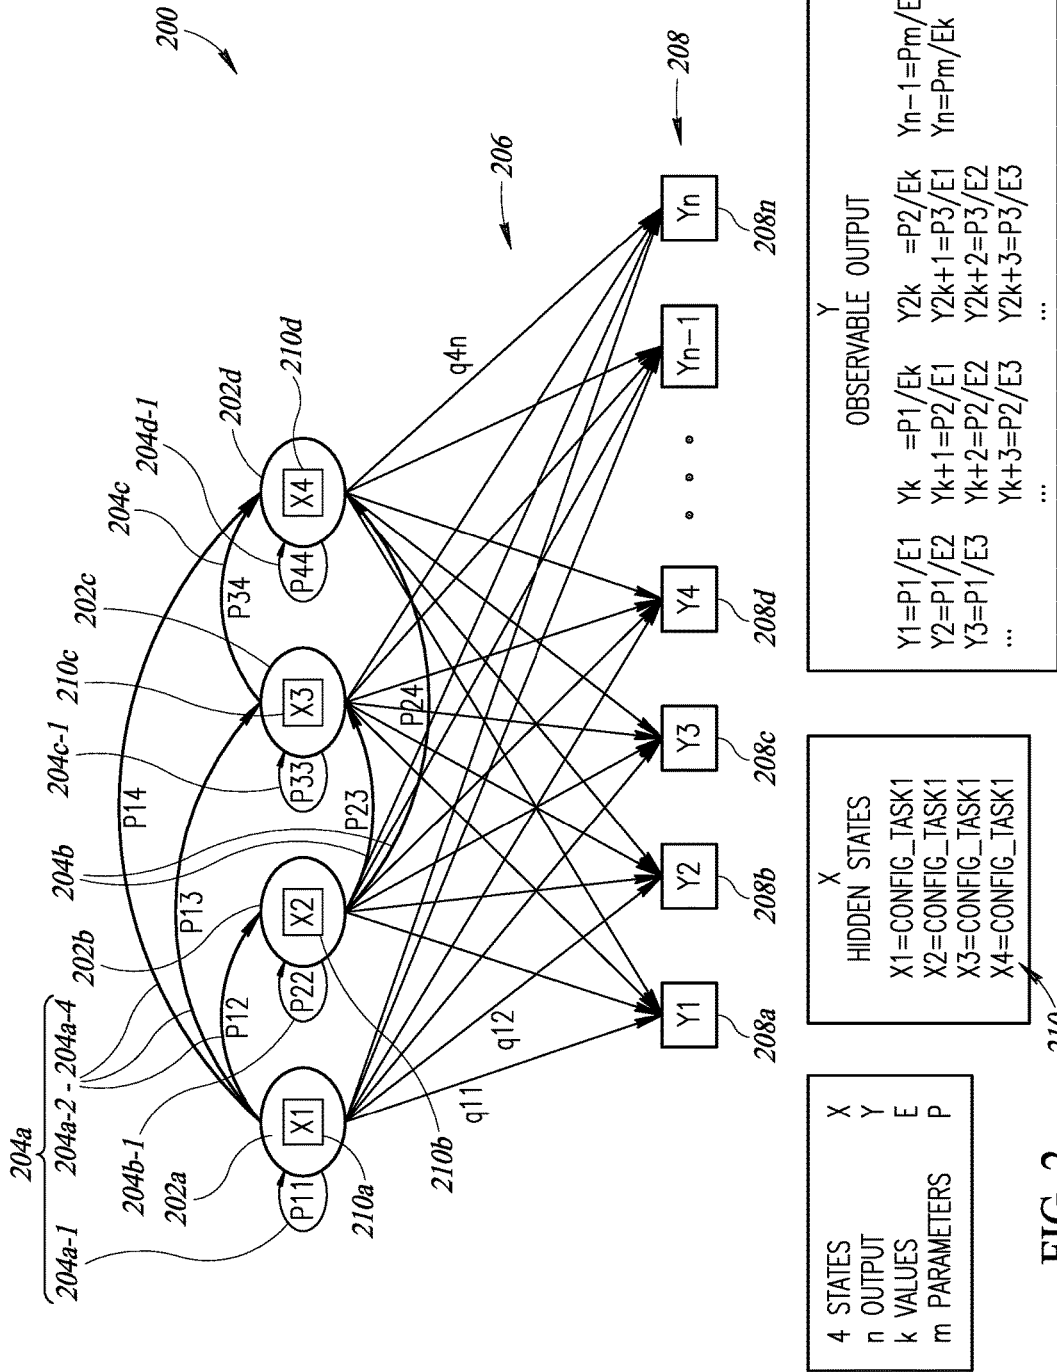 200
204a
204a-1
204a-2 - 204a-4
204b-1
202a
202b
204b
204c-1
210c
202c
204c
204d-1
202d
210d
P14
P13
P12
P34
P11
X1
P22
X2
P33
X3
P44
X4
P23
P24
210a
210b
q11
q12
q4n
206
208
Y1
Y2
Y3
Y4
Yn-1
Yn
208a
208b
208c
208d
208n
4 STATES X
n OUTPUT Y
k VALUES E
m PARAMETERS P
X
HIDDEN STATES
X1=CONFIG_TASK1
X2=CONFIG_TASK1
X3=CONFIG_TASK1
X4=CONFIG_TASK1
210
Y
OBSERVABLE OUTPUT
Y1=P1/E1 Yk =P1/Ek Y2k =P2/Ek Yn-1=Pm/E
Y2=P1/E2 Yk+1=P2/E1 Y2k+1=P3/E1 Yn=Pm/Ek
Y3=P1/E3 Yk+2=P2/E2 Y2k+2=P3/E2
... Yk+3=P2/E3 Y2k+3=P3/E3
... ...
FIG. 2